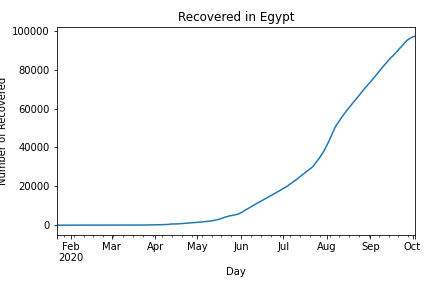 Recovered in Egypt
100000
80000
60000
40000
20000
0
Number of Recovered
Feb
2020
Mar
Apr
May
Jun
Jul
Aug
Sep
Oct
Day